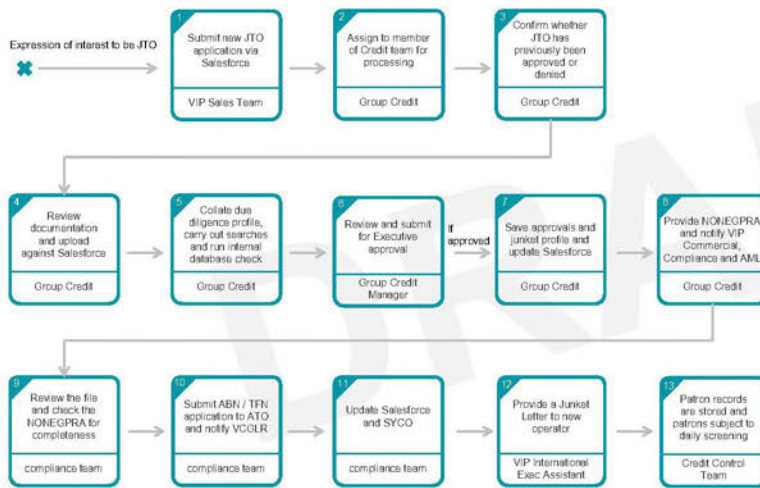 Expression of interest to be JTO
1
Submit new JTO
application via
Salesforce
VIP Sales Team
2
Assign to member
of Credit team for
processing
Group Credit
3
Confirm whether
JTO has
previously been
approved or
denied
Group Credit
4
Review
documentation
and upload
against Salesforce
Group Credit
5
Collate due
diligence profile,
carry out searches
and run internal
database check
Group Credit
6
Review and submit
for Executive
approval
Group Credit
Manager
If
approved
7
Save approvals and
junket profile and
update Salesforce
Group Credit
8
Provide NONEGPRA
and notify VIP
Commercial,
Compliance and AML
Group Credit
9
Review the file
and check the
NONEGPRA for
completeness
compliance team
10
Submit ABN / TFN
application to ATO
and notify VCGLR
compliance team
11
Update Salesforce
and SYCO
compliance team
12
Provide a Junket
Letter to new
operator
VIP International
Exec Assistant
13
Patron records
are stored and
patrons subject to
daily screening
Credit Control
Team
DRA